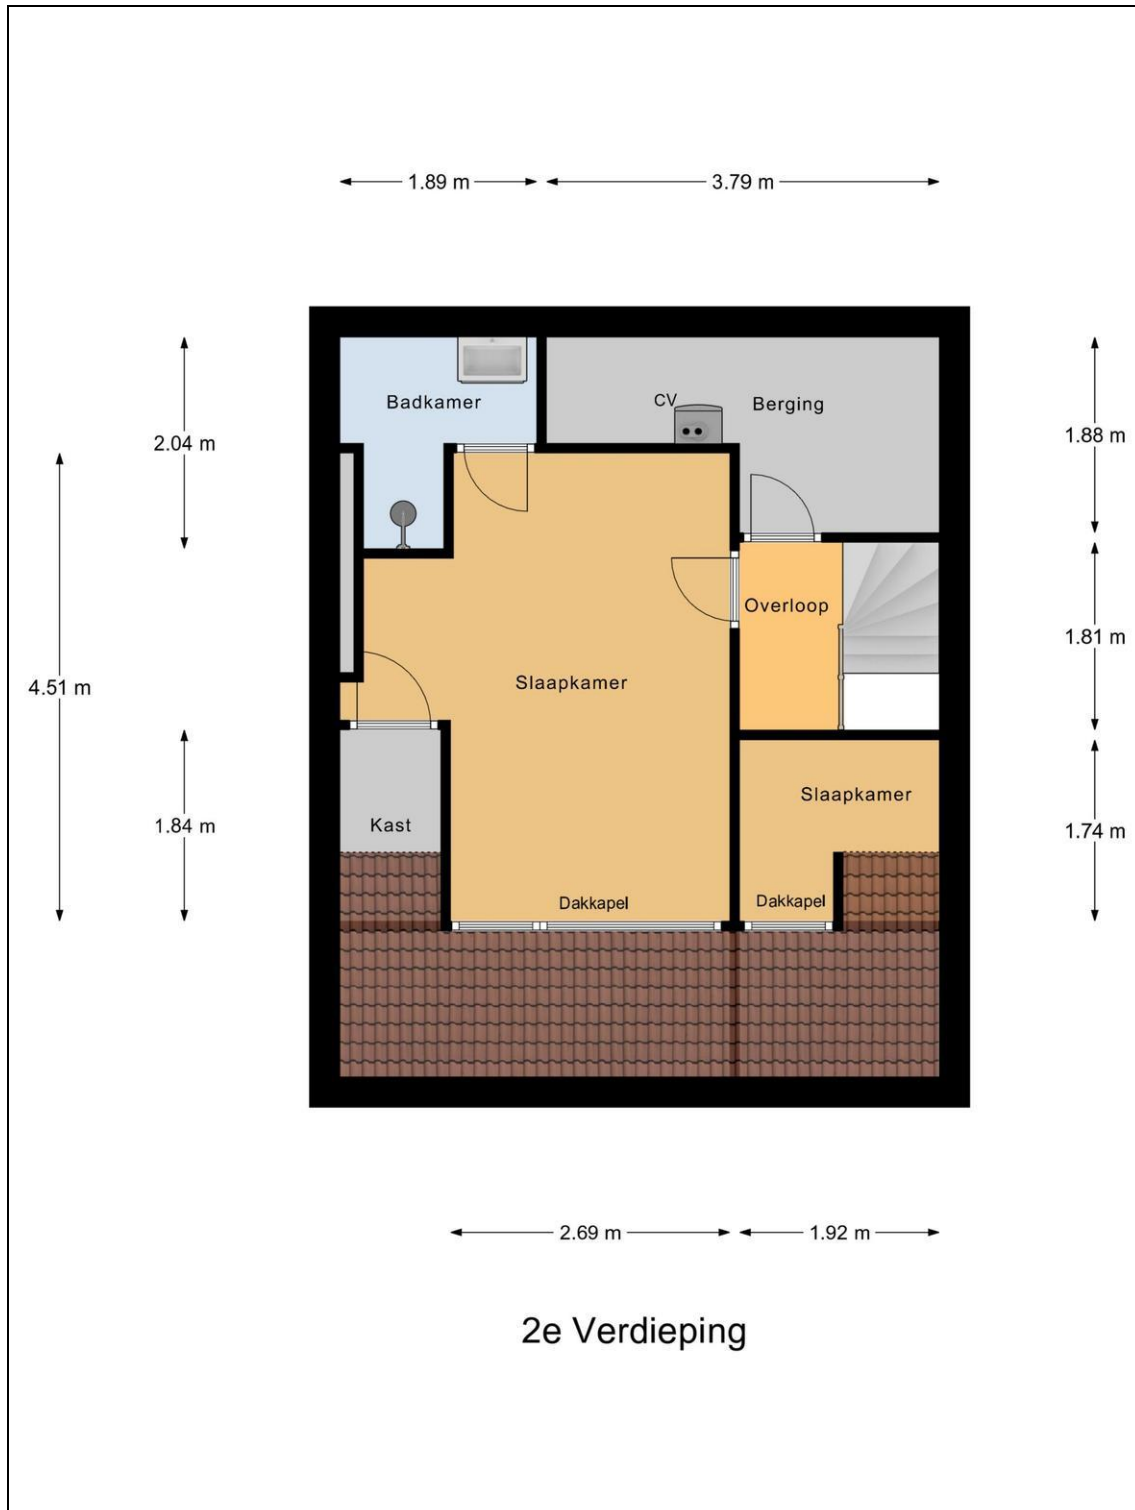 1.89 m
3.79 m
Badkamer
CV
Berging
2.04 m
1.88 m
Overloop
1.81 m
4.51 m
Slaapkamer
Slaapkamer
Kast
1.84 m
1.74 m
Dakkapel
Dakkapel
2.69 m
1.92 m
2e Verdieping